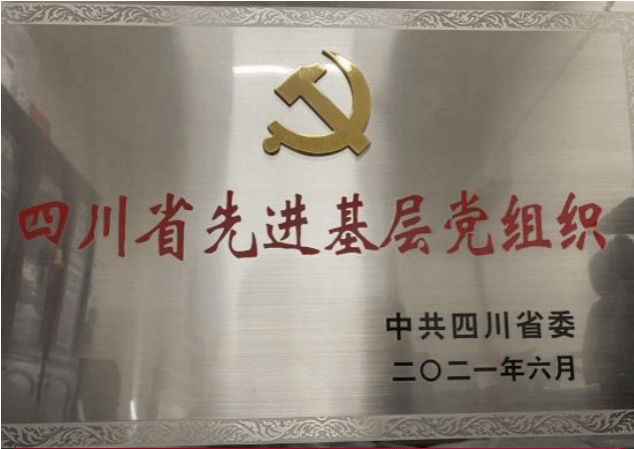 四川省先进基层党组织
中共四川省委
二〇二一年六月